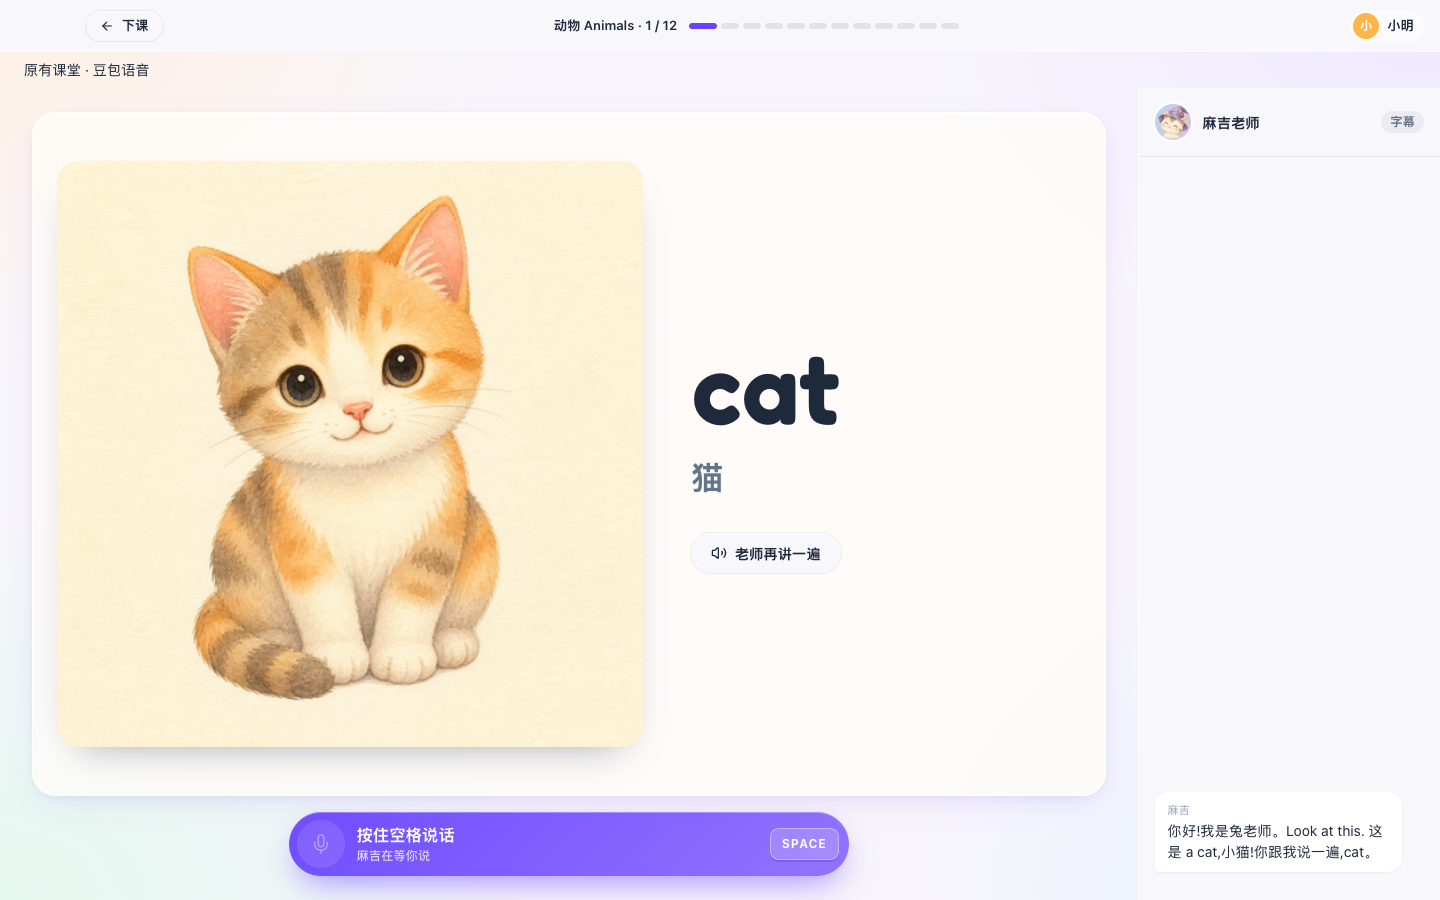 下课
动物 Animals · 1 / 12
小 小明
原有课堂 · 豆包语音
麻吉老师
字幕
cat
猫
老师再讲一遍
麻吉
你好!我是兔老师。Look at this. 这
是 a cat,小猫!你跟我说一遍,cat。
按住空格说话
麻吉在等你说
SPACE